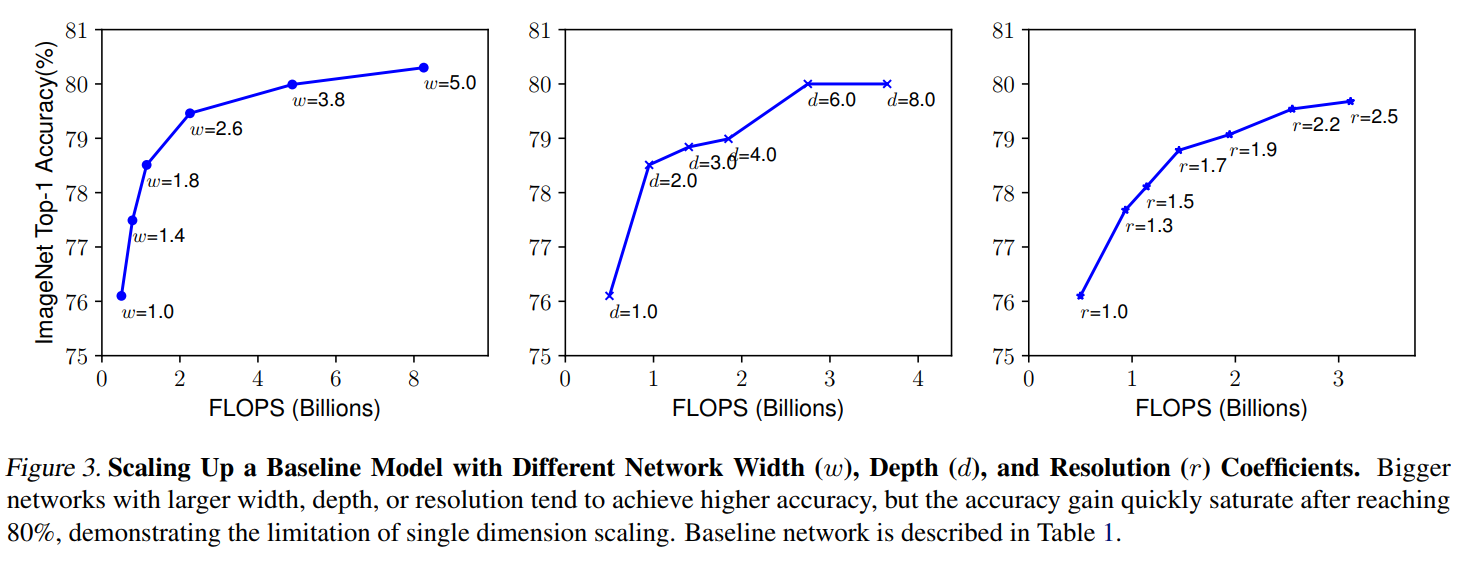 ImageNet Top-1 Accuracy(%)
81
80
79
78
77
76
75
w=1.0
w=1.4
w=1.8
w=2.6
w=3.8
w=5.0
0 2 4 6 8
FLOPS (Billions)
81
80
79
78
77
76
75
d=1.0
d=2.0
d=3.0
d=4.0
d=6.0
d=8.0
0 1 2 3 4
FLOPS (Billions)
81
80
79
78
77
76
75
r=1.0
r=1.3
r=1.5
r=1.7
r=1.9
r=2.2
r=2.5
0 1 2 3
FLOPS (Billions)
Figure 3. Scaling Up a Baseline Model with Different Network Width (w), Depth (d), and Resolution (r) Coefficients. Bigger
networks with larger width, depth, or resolution tend to achieve higher accuracy, but the accuracy gain quickly saturate after reaching
80%, demonstrating the limitation of single dimension scaling. Baseline network is described in Table 1.